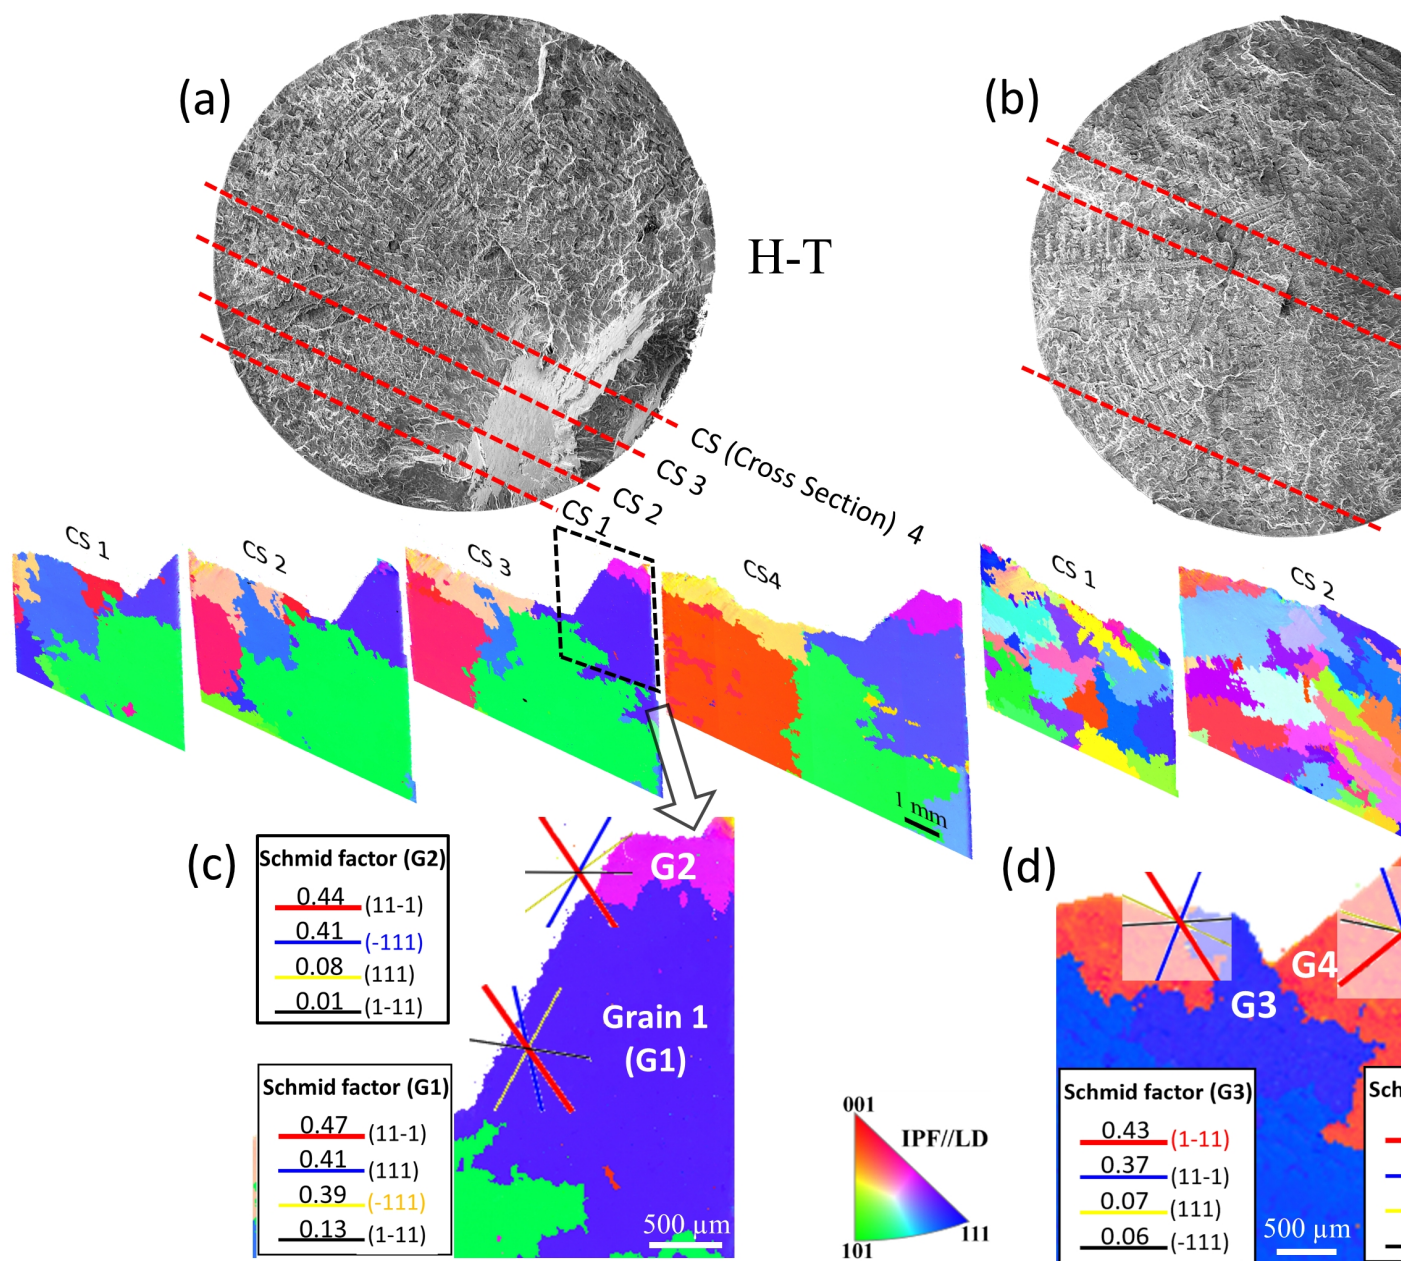 (a)
(b)
H-T
CS (Cross Section) 4
CS 3
CS 2
CS 1
CS 1
CS 2
CS 3
CS4
CS 1
CS 2
1 mm
(c)
Schmid factor (G2)
0.44 (11-1)
0.41 (-111)
0.08 (111)
0.01 (1-11)
G2
Grain 1
(G1)
Schmid factor (G1)
0.47 (11-1)
0.41 (111)
0.39 (-111)
0.13 (1-11)
500 µm
001
IPF//LD
111
101
(d)
G4
G3
Schmid factor (G3)
0.43 (1-11)
0.37 (11-1)
0.07 (111)
0.06 (-111)
500 µm